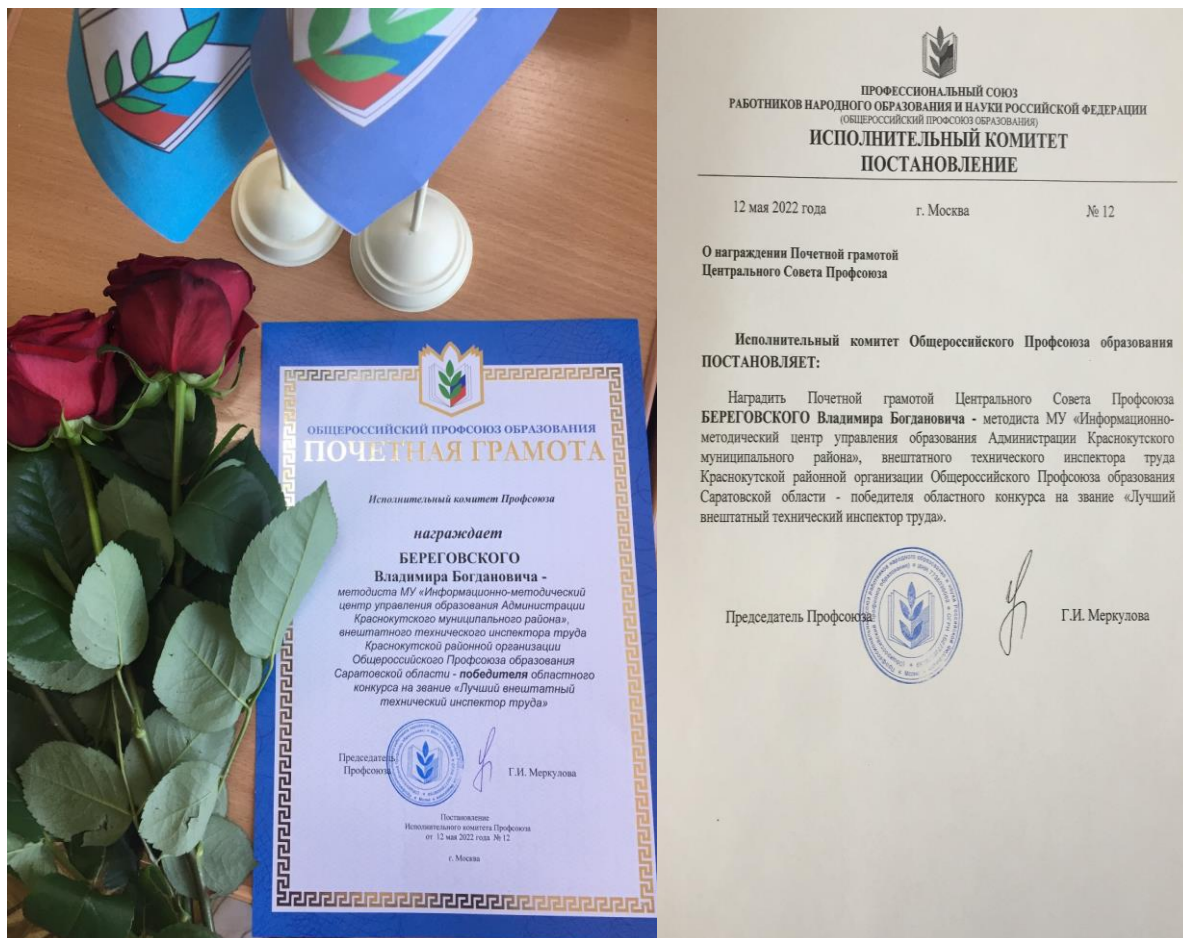 ОБЩЕРОССИЙСКИЙ ПРОФСОЮЗ ОБРАЗОВАНИЯ
ПОЧЕТНАЯ ГРАМОТА
Исполнительный комитет Профсоюза
награждает
БЕРЕГОВСКОГО
Владимира Богдановича -
методиста МУ «Информационно-методический
центр управления образования Администрации
Краснокутского муниципального района»,
внештатного технического инспектора труда
Краснокутской районной организации
Общероссийского Профсоюза образования
Саратовской области - победителя областного
конкурса на звание «Лучший внештатный
технический инспектор труда»
Председатель
Профсоюза
Г.И. Меркулова
Постановление
Исполнительного комитета Профсоюза
от 12 мая 2022 года № 12
г. Москва
ПРОФЕССИОНАЛЬНЫЙ СОЮЗ
РАБОТНИКОВ НАРОДНОГО ОБРАЗОВАНИЯ И НАУКИ РОССИЙСКОЙ ФЕДЕРАЦИИ
(ОБЩЕРОССИЙСКИЙ ПРОФСОЮЗ ОБРАЗОВАНИЯ)
ИСПОЛНИТЕЛЬНЫЙ КОМИТЕТ
ПОСТАНОВЛЕНИЕ
12 мая 2022 года г. Москва № 12
О награждении Почетной грамотой
Центрального Совета Профсоюза
Исполнительный комитет Общероссийского Профсоюза образования
ПОСТАНОВЛЯЕТ:
Наградить Почетной грамотой Центрального Совета Профсоюза
БЕРЕГОВСКОГО Владимира Богдановича - методиста МУ «Информационно-
методический центр управления образования Администрации Краснокутского
муниципального района», внештатного технического инспектора труда
Краснокутской районной организации Общероссийского Профсоюза образования
Саратовской области - победителя областного конкурса на звание «Лучший
внештатный технический инспектор труда».
Председатель Профсоюза Г.И. Меркулова